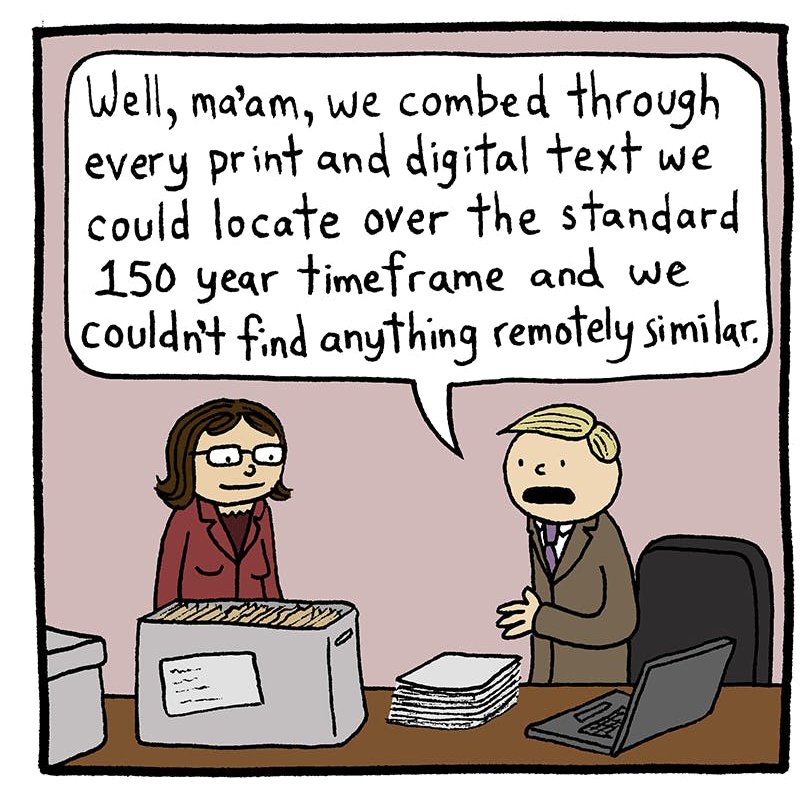 Well, ma'am, we combed through
every print and digital text we
could locate over the standard
150 year timeframe and we
couldn't find anything remotely similar.